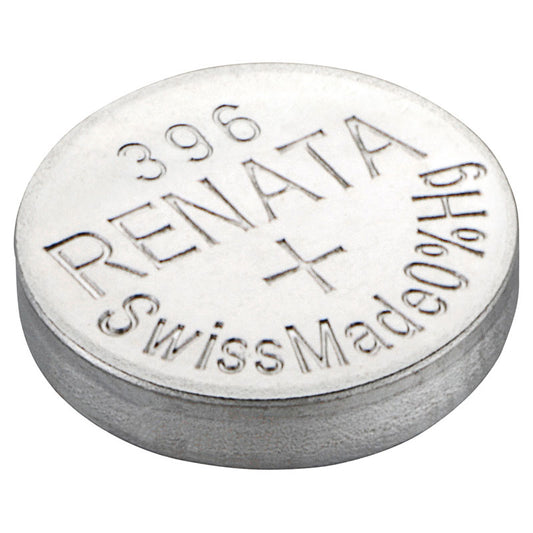 396
RENATA
+
SwissMade0%Hg